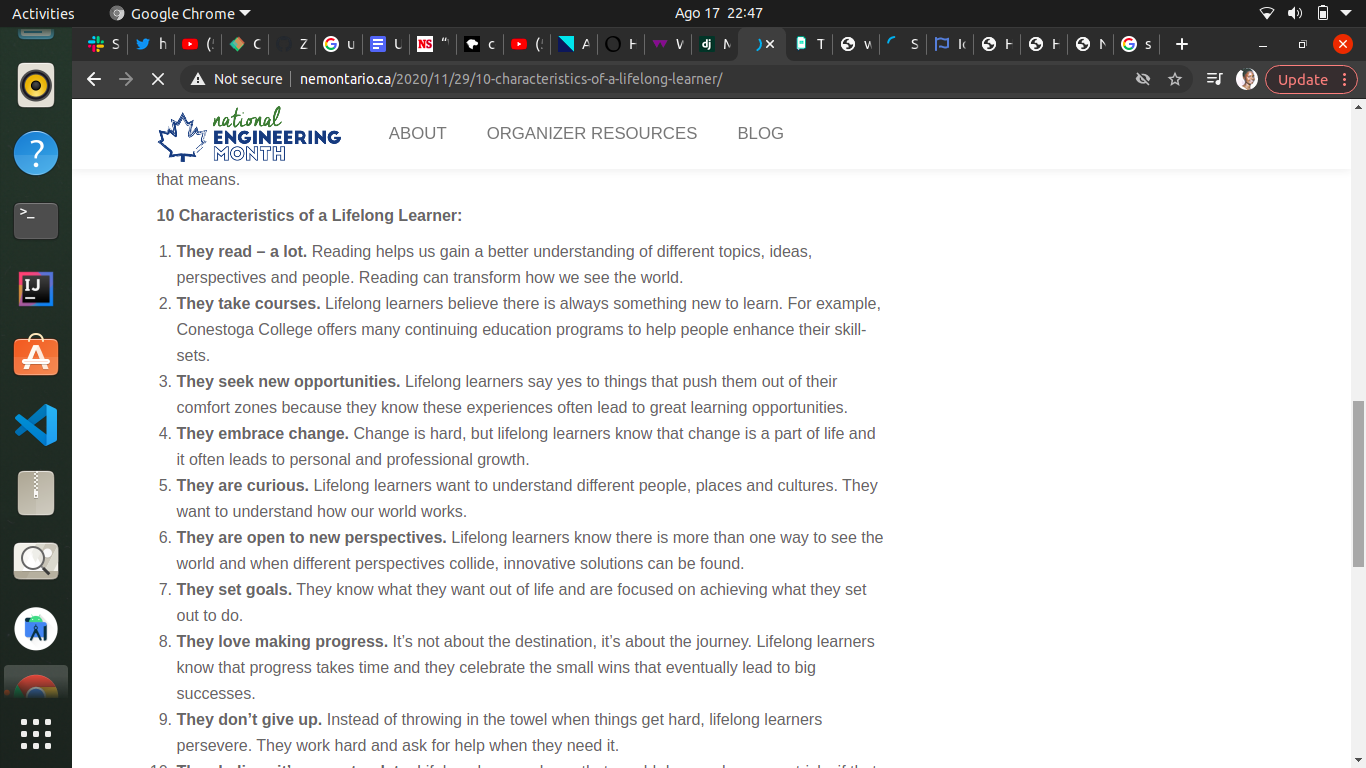 Activities
Google Chrome
Ago 17 22:47
S
h
(
C
Z
u
U
NS "
c
(
A
H
V
dj N
T
w
S
Ic
H
H
N
s
Not secure
nemontario.ca/2020/11/29/10-characteristics-of-a-lifelong-learner/
Update
national
ENGINEERING
MONTH
ABOUT
ORGANIZER RESOURCES
BLOG
that means.
10 Characteristics of a Lifelong Learner:
1. They read – a lot. Reading helps us gain a better understanding of different topics, ideas,
perspectives and people. Reading can transform how we see the world.
2. They take courses. Lifelong learners believe there is always something new to learn. For example,
Conestoga College offers many continuing education programs to help people enhance their skill-
sets.
3. They seek new opportunities. Lifelong learners say yes to things that push them out of their
comfort zones because they know these experiences often lead to great learning opportunities.
4. They embrace change. Change is hard, but lifelong learners know that change is a part of life and
it often leads to personal and professional growth.
5. They are curious. Lifelong learners want to understand different people, places and cultures. They
want to understand how our world works.
6. They are open to new perspectives. Lifelong learners know there is more than one way to see the
world and when different perspectives collide, innovative solutions can be found.
7. They set goals. They know what they want out of life and are focused on achieving what they set
out to do.
8. They love making progress. It's not about the destination, it's about the journey. Lifelong learners
know that progress takes time and they celebrate the small wins that eventually lead to big
successes.
9. They don't give up. Instead of throwing in the towel when things get hard, lifelong learners
persevere. They work hard and ask for help when they need it.